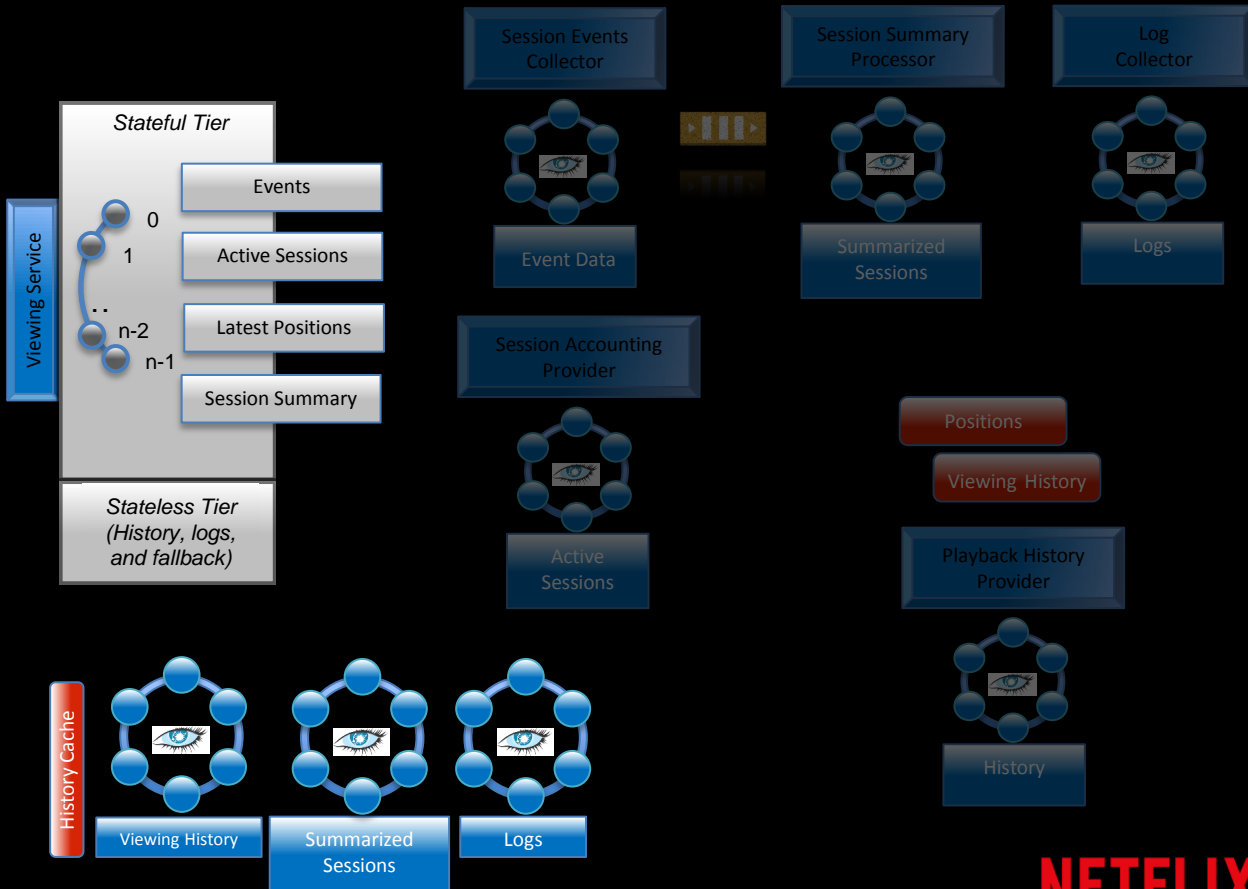 Session Events
Collector
Session Summary
Processor
Log
Collector
Stateful Tier
Events
0
Viewing Service
1
Active Sessions
..
n-2
Latest Positions
n-1
Session Summary
Stateless Tier
(History, logs,
and fallback)
Event Data
Summarized
Sessions
Logs
Session Accounting
Provider
Active
Sessions
Positions
Viewing History
Playback History
Provider
History
History Cache
Viewing History
Summarized
Sessions
Logs
NETFLIX